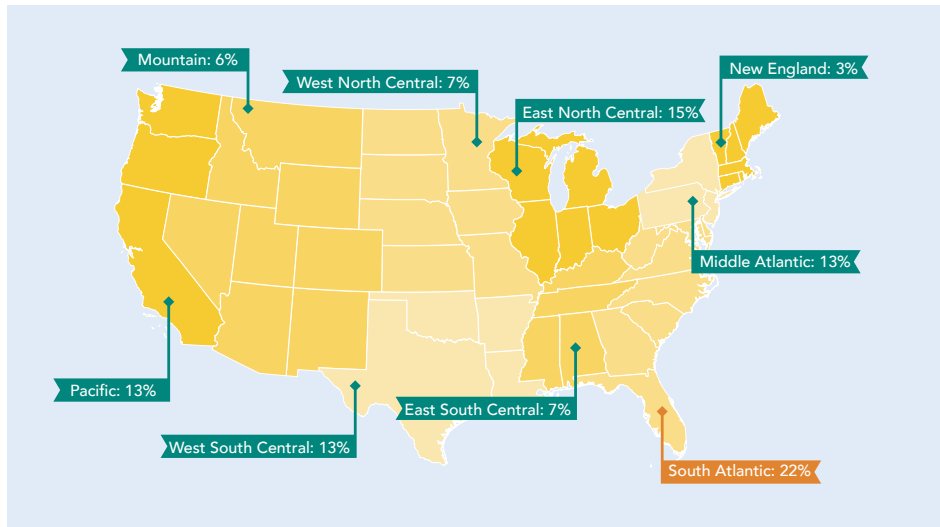 Mountain: 6%
New England: 3%
West North Central: 7%
East North Central: 15%
Middle Atlantic: 13%
Pacific: 13%
East South Central: 7%
West South Central: 13%
South Atlantic: 22%